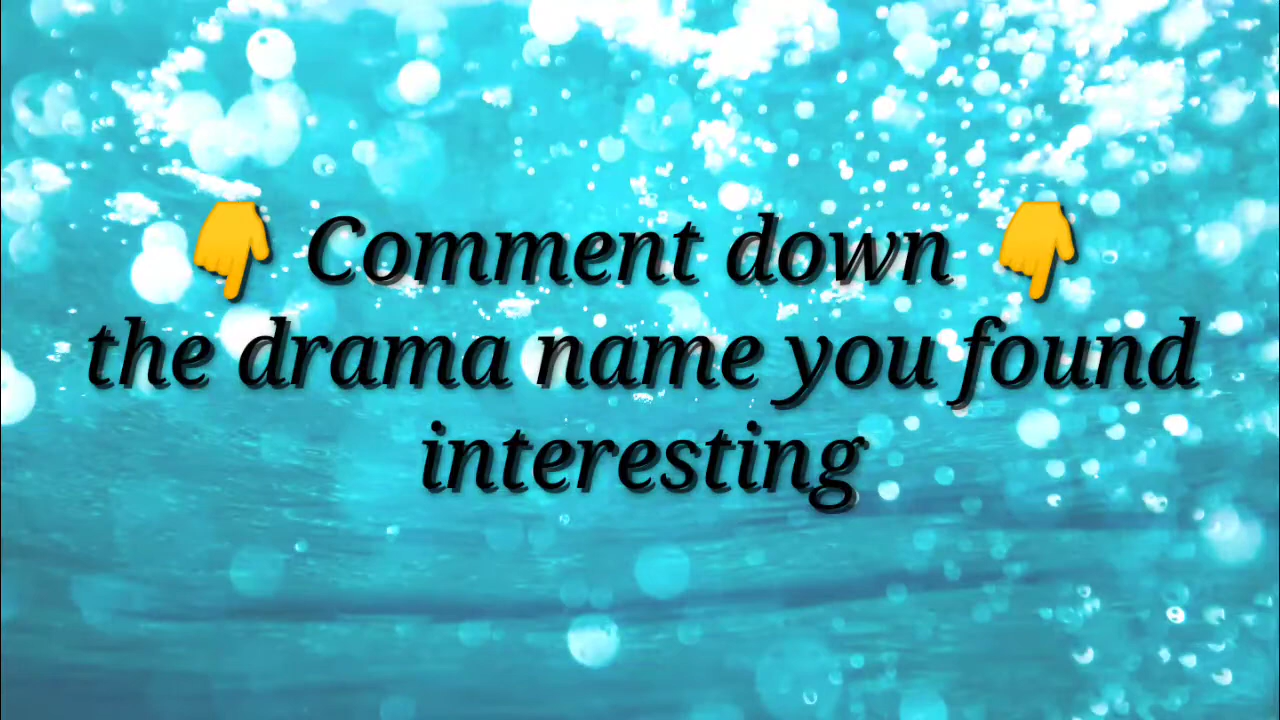 👇 Comment down 👇
the drama name you found
interesting